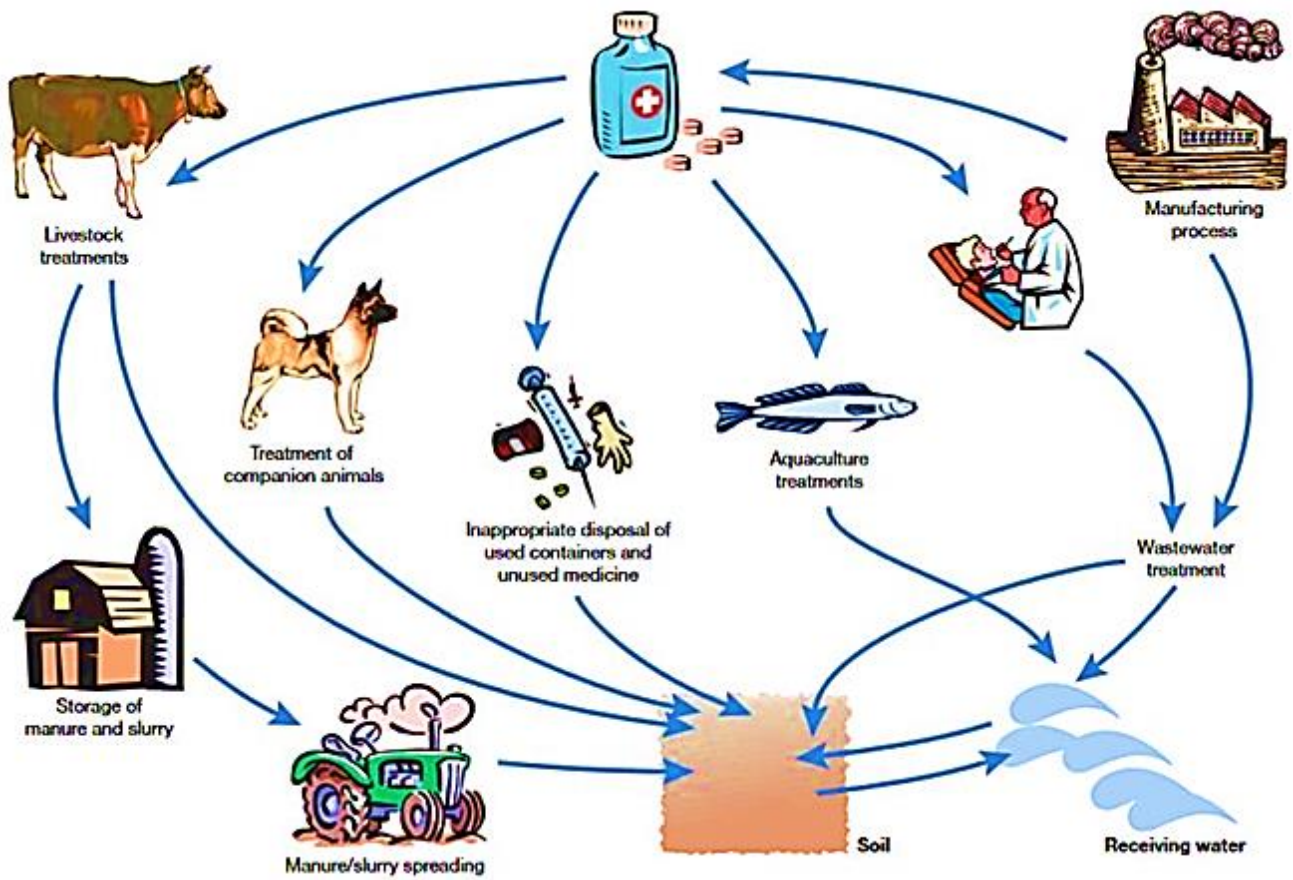 Livestock
treatments
Manufacturing
process
Treatment of
companion animals
Inappropriate disposal of
used containers and
unused medicine
Aquaculture
treatments
Wastewater
treatment
Storage of
manure and slurry
Manure/slurry spreading
Soil
Receiving water